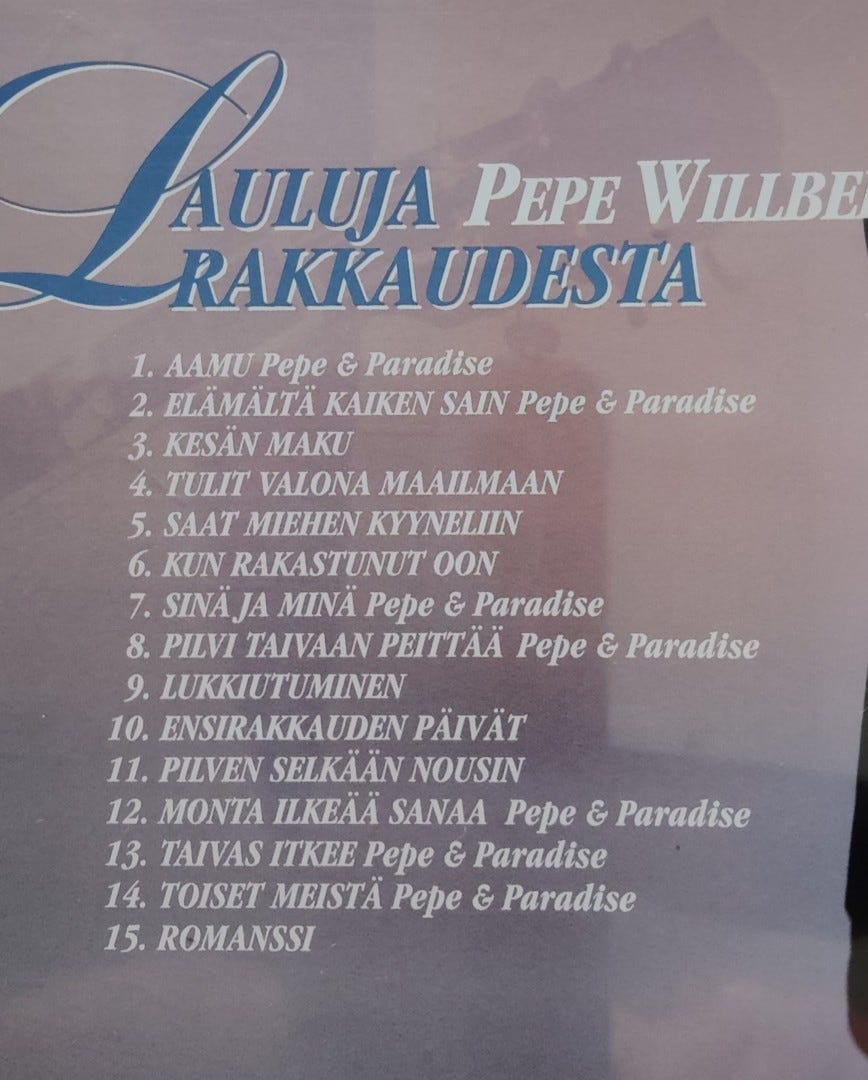 LAULUJA PEPE WILLBE
RAKKAUDESTA
1. AAMU Pepe & Paradise
2. ELÄMÄLTÄ KAIKEN SAIN Pepe & Paradise
3. KESÄN MAKU
4. TULIT VALONA MAAILMAAN
5. SAAT MIEHEN KYYNELIIN
6. KUN RAKASTUNUT OON
7. SINÄ JA MINÄ Pepe & Paradise
8. PILVI TAIVAAN PEITTÄÄ Pepe & Paradise
9. LUKKIUTUMINEN
10. ENSIRAKKAUDEN PÄIVÄT
11. PILVEN SELKÄÄN NOUSIN
12. MONTA ILKEÄÄ SANAA Pepe & Paradise
13. TAIVAS ITKEE Pepe & Paradise
14. TOISET MEISTÄ Pepe & Paradise
15. ROMANSSI